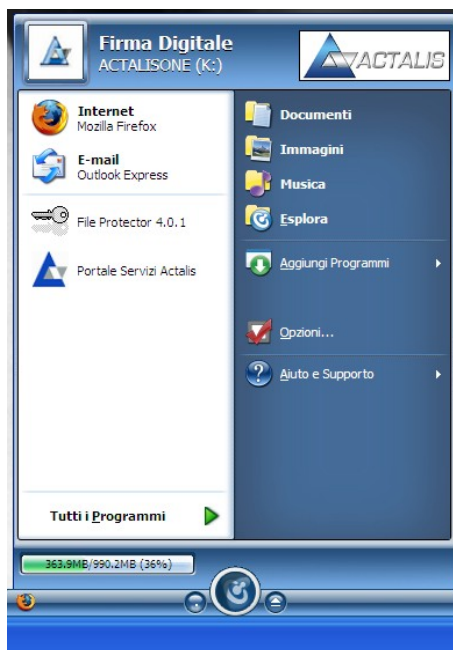 Firma Digitale
ACTALISONE (K:)
ACTALIS
Internet
Mozilla Firefox
E-mail
Outlook Express
File Protector 4.0.1
Portale Servizi Actalis
Tutti i Programmi
Documenti
Immagini
Musica
Esplora
Aggiungi Programmi
Opzioni...
Aiuto e Supporto
363.9MB/990.2MB (36%)